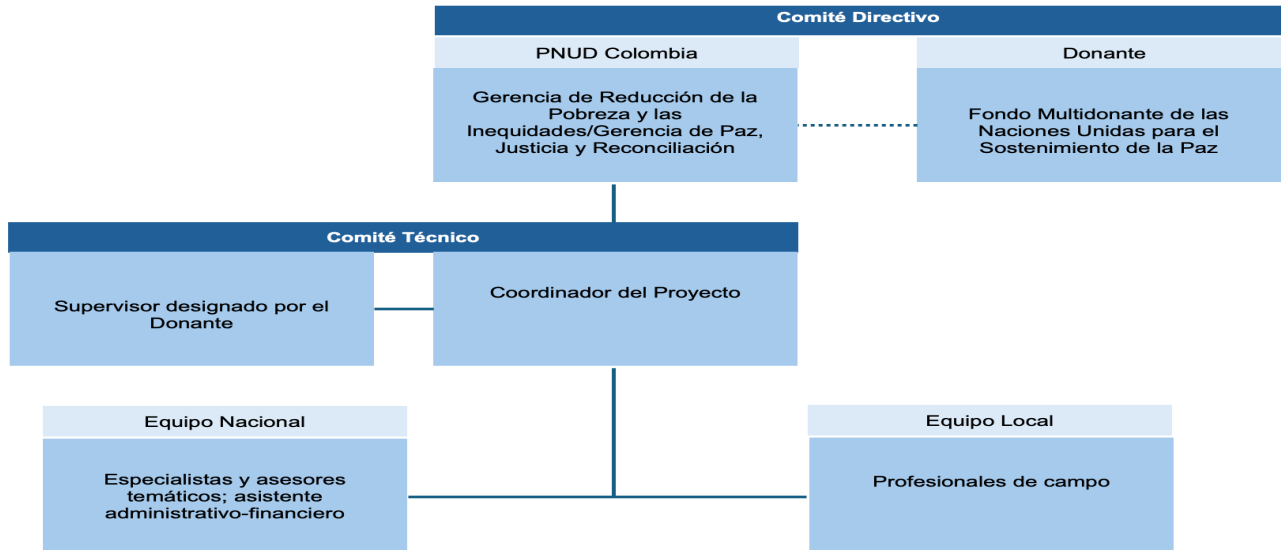 Comité Directivo
PNUD Colombia
Gerencia de Reducción de la
Pobreza y las
Inequidades/Gerencia de Paz,
Justicia y Reconciliación
Donante
Fondo Multidonante de las
Naciones Unidas para el
Sostenimiento de la Paz
Comité Técnico
Supervisor designado por el
Donante
Coordinador del Proyecto
Equipo Nacional
Especialistas y asesores
temáticos; asistente
administrativo-financiero
Equipo Local
Profesionales de campo